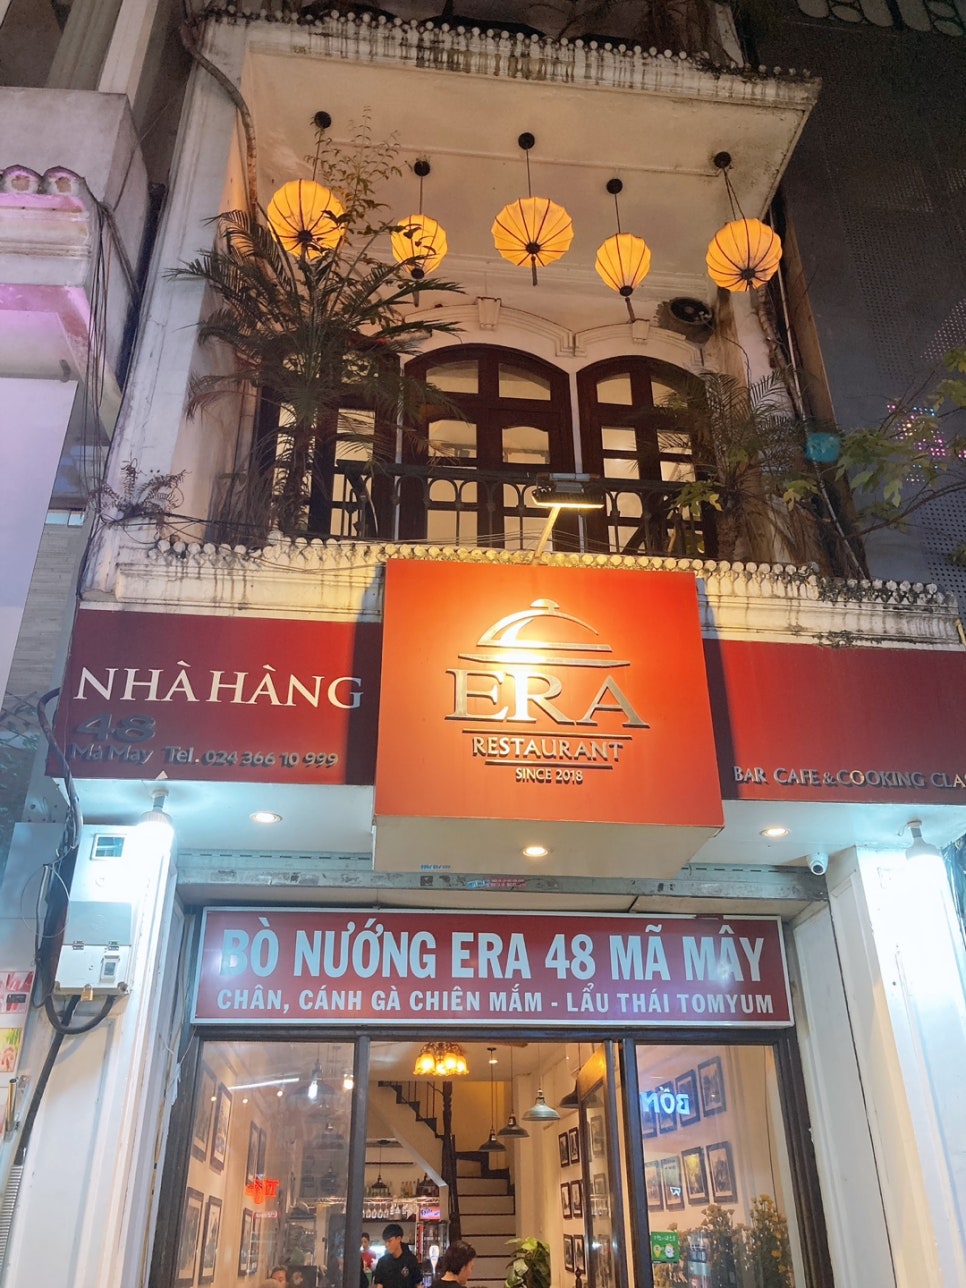 NHÀ HÀNG
48
Mã Mây Tel. 024 366 10 999
ERA
RESTAURANT
SINCE 2018
BAR CAFE & COOKING CLA
BÒ NƯỚNG ERA 48 MÃ MÂY
CHÂN, CÁNH GÀ CHIÊN MẮM - LẨU THÁI TOMYUM